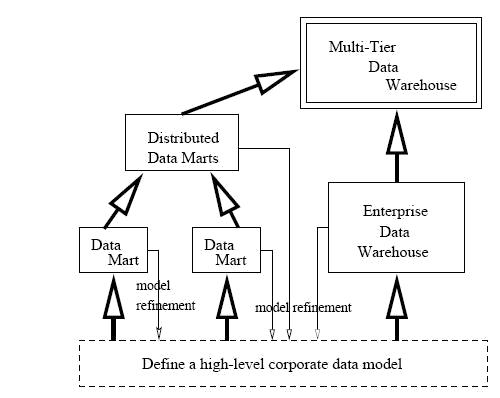 Multi-Tier
Data
Warehouse
Distributed
Data Marts
Enterprise
Data
Warehouse
Data
Mart
Data
Mart
model
refinement
model refinement
Define a high-level corporate data model